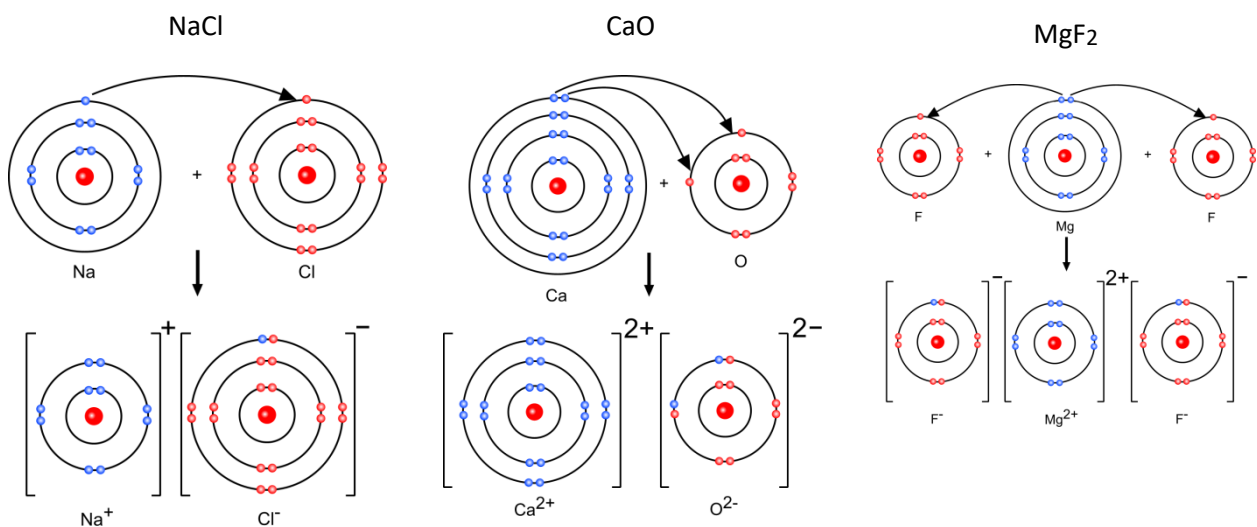 NaCl
CaO
MgF₂
+
+
+
+
Na
Cl
Ca
O
F
Mg
F
+
−
2+
2−
−
2+
−
Na⁺
Cl⁻
Ca²⁺
O²⁻
F⁻
Mg²⁺
F⁻